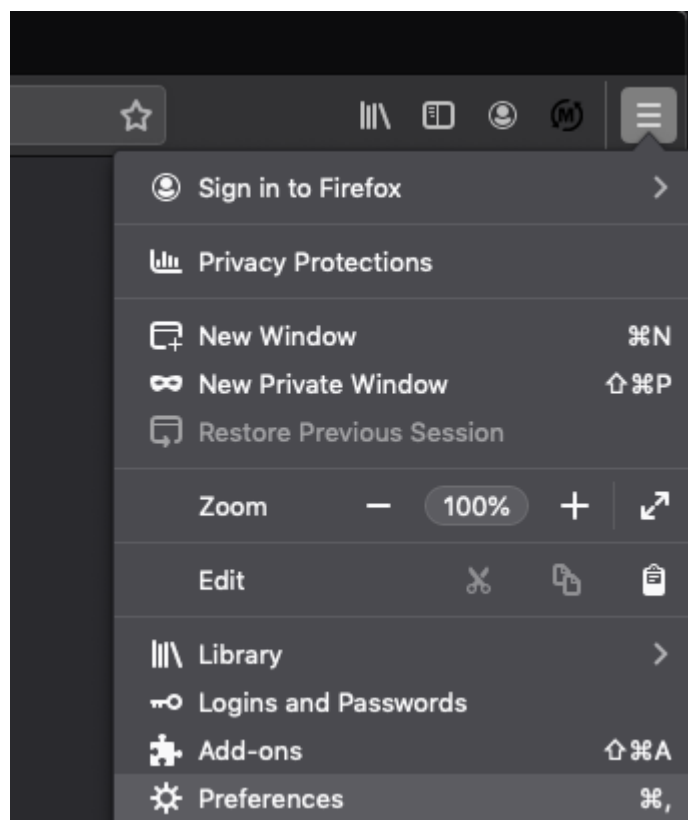 M
Sign in to Firefox
Privacy Protections
New Window ⌘N
New Private Window ⇧⌘P
Restore Previous Session
Zoom − 100% +
Edit
Library
Logins and Passwords
Add-ons ⇧⌘A
Preferences ⌘,